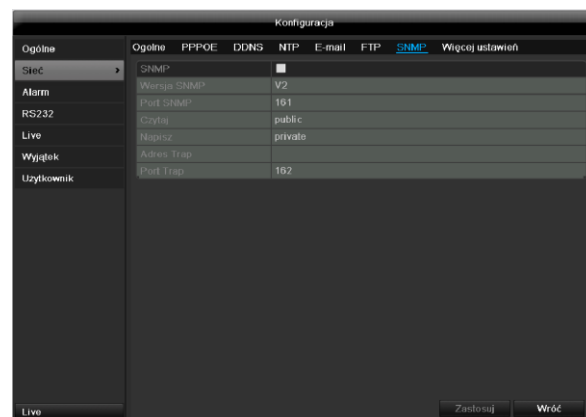 Konfiguracja
Ogólne
Sieć
Alarm
RS232
Live
Wyjątek
Użytkownik
Live
Ogolne PPPOE DDNS NTP E-mail FTP SNMP Więcej ustawień
SNMP
Wersja SNMP V2
Port SNMP 161
Czytaj public
Napisz private
Adres Trap
Port Trap 162
Zastosuj Wróć